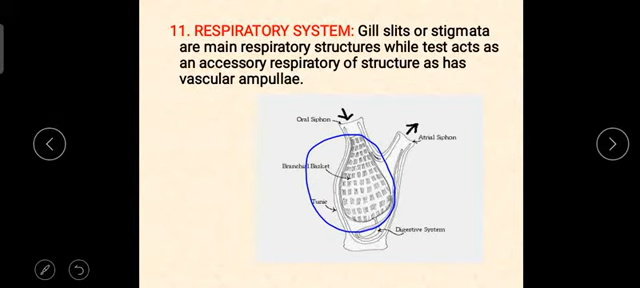 11. RESPIRATORY SYSTEM: Gill slits or stigmata
are main respiratory structures while test acts as
an accessory respiratory of structure as has
vascular ampullae.
Oral Siphon
Atrial Siphon
Branchial Basket
Tunic
Digestive System